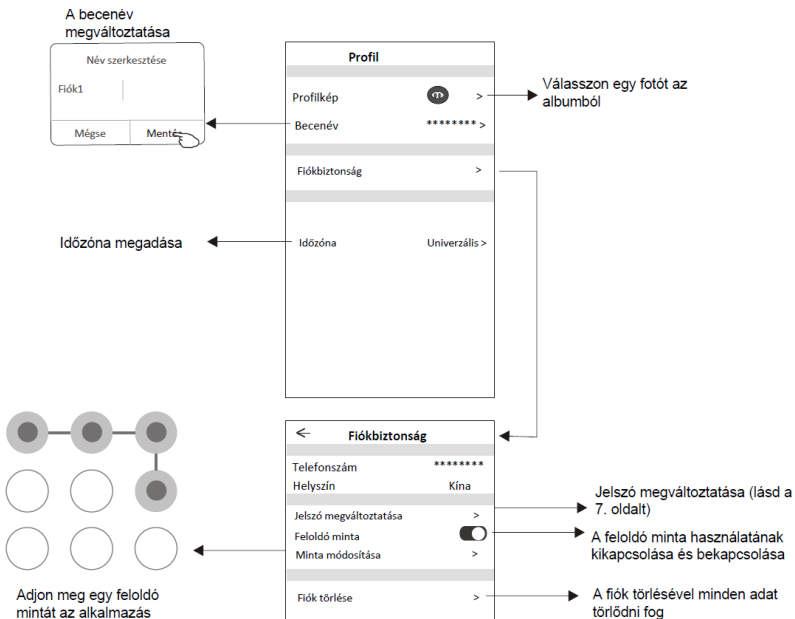 A becenév
megváltoztatása
Név szerkesztése
Fiók1
Mégse
Mentés
Profil
Profilkép >
Becenév ******** >
Fiókbiztonság >
Időzóna Univerzális >
Válasszon egy fotót az
albumból
Időzóna megadása
Fiókbiztonság
Telefonszám ********
Helyszín Kína
Jelszó megváltoztatása >
Feloldó minta
Minta módosítása >
Fiók törlése >
Jelszó megváltoztatása (lásd a
7. oldalt)
A feloldó minta használatának
kikapcsolása és bekapcsolása
A fiók törlésével minden adat
törlődni fog
Adjon meg egy feloldó
mintát az alkalmazás